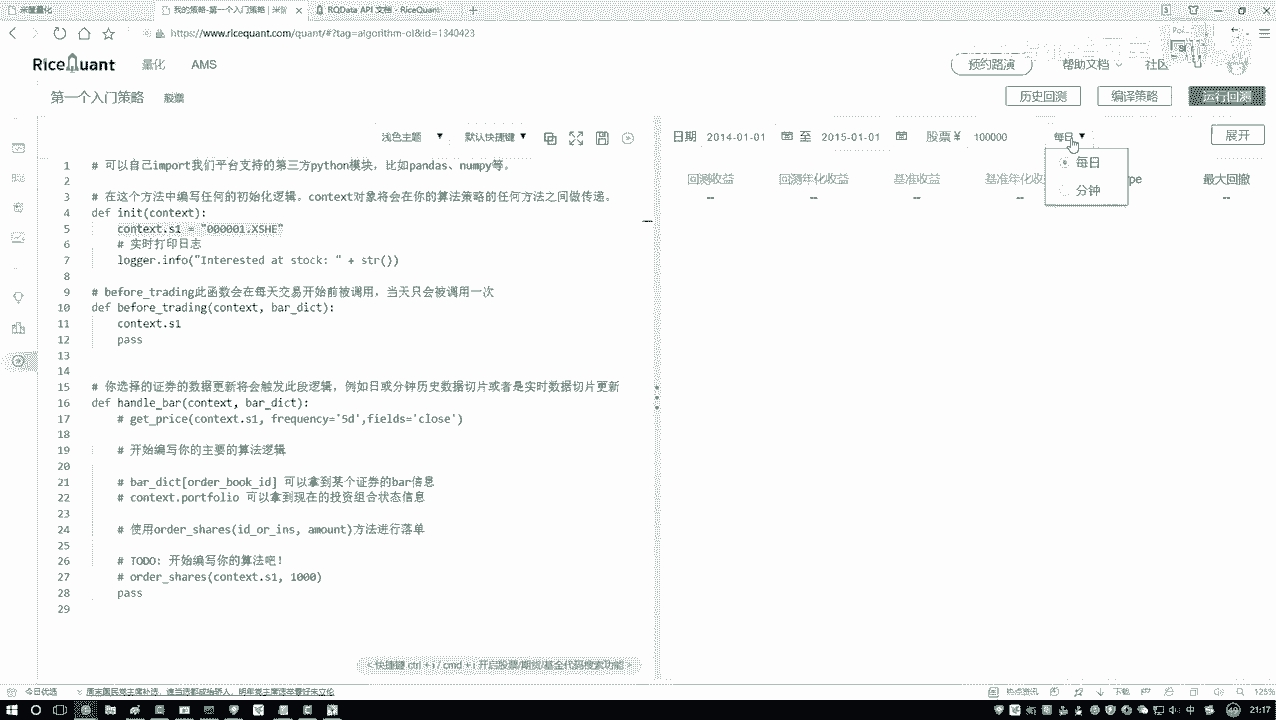 米筐量化
我的策略-第一个入门策略 | 米筐
RQData API 文档 - RiceQuant
https://www.ricequant.com/quant/#?tag=algorithm-ol&id=1340423
RiceQuant 量化 AMS 预约路演 帮助文档 社区
第一个入门策略 股票 历史回测 编译策略 运行回测
浅色主题 默认快捷键
日期 2014-01-01 至 2015-01-01 股票 ¥ 100000 每日 展开
每日
分钟
回测收益 回测年化收益 基准收益 基准年化收益 最大回撤
-- -- -- -- --
1 # 可以自己import我们平台支持的第三方python模块，比如pandas、numpy等。
2
3 # 在这个方法中编写任何的初始化逻辑。context对象将会在你的算法策略的任何方法之间做传递。
4 def init(context):
5 context.s1 = "000001.XSHE"
6 # 实时打印日志
7 logger.info("Interested at stock: " + str())
8
9 # before_trading此函数会在每天交易开始前被调用，当天只会被调用一次
10 def before_trading(context, bar_dict):
11 context.s1
12 pass
13
14
15 # 你选择的证券的数据更新将会触发此段逻辑，例如日或分钟历史数据切片或者是实时数据切片更新
16 def handle_bar(context, bar_dict):
17 # get_price(context.s1, frequency='5d',fields='close')
18
19 # 开始编写你的主要的算法逻辑
20
21 # bar_dict[order_book_id] 可以拿到某个证券的bar信息
22 # context.portfolio 可以拿到现在的投资组合状态信息
23
24 # 使用order_shares(id_or_ins, amount)方法进行落单
25
26 # TODO: 开始编写你的算法吧！
27 # order_shares(context.s1, 1000)
28 pass
29
快捷键 ctrl + i / cmd + i 开启股票/期货/基金代码搜索功能
今日优选
热点资讯 下载 125%
中 21:17